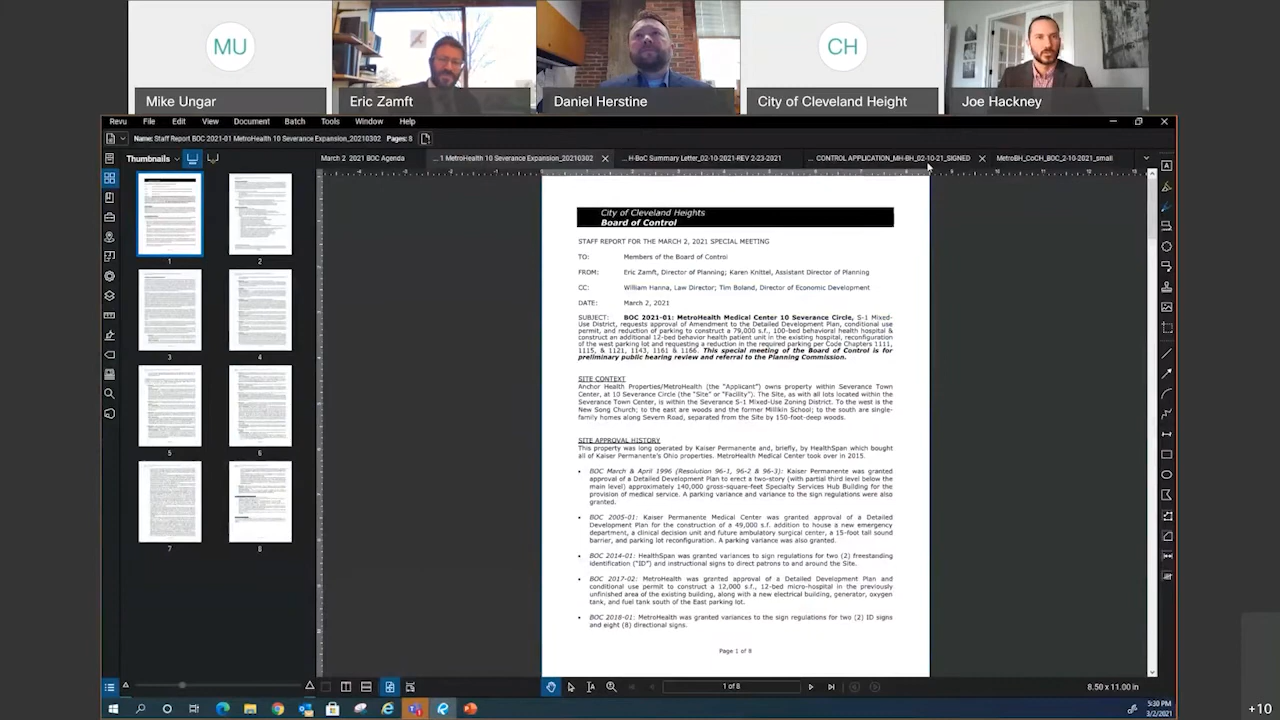 MU
CH
Mike Ungar
Eric Zamft
Daniel Herstine
City of Cleveland Height
Joe Hackney
Revu File Edit View Document Batch Tools Window Help
Name: Staff Report BOC 2021-01 MetroHealth 10 Severance Expansion_20210302 Pages: 8
Thumbnails
March 2 2021 BOC Agenda
... 1 MetroHealth 10 Severance Expansion_20210302
... H-BoC Summary Letter_02-10-2021-REV 2-23-2021
... CONTROL APPLICATION_MH-BH_02-10-21_SIGNED
MetroBH_CoCH_BOC_2-10-2021_small
City of Cleveland Heights
Board of Control
STAFF REPORT FOR THE MARCH 2, 2021 SPECIAL MEETING
TO: Members of the Board of Control
FROM: Eric Zamft, Director of Planning; Karen Knittel, Assistant Director of Planning
CC: William Hanna, Law Director; Tim Boland, Director of Economic Development
DATE: March 2, 2021
SUBJECT: BOC 2021-01: MetroHealth Medical Center 10 Severance Circle, S-1 Mixed-
Use District, requests approval of Amendment to the Detailed Development Plan, conditional use
permit, and reduction of parking to construct a 79,000 s.f., 100-bed behavioral health hospital &
construct an additional 12-bed behavior health patient unit in the existing hospital, reconfiguration
of the west parking lot and requesting a reduction in the required parking per Code Chapters 1111,
1115, & 1121, 1143, 1161 & 1166. This special meeting of the Board of Control is for
preliminary public hearing review and referral to the Planning Commission.
SITE CONTEXT
Anchor Health Properties/MetroHealth (the "Applicant") owns property within Severance Town
Center, at 10 Severance Circle (the "Site" or "Facility"). The Site, as with all lots located within the
Severance Town Center, is within the Severance S-1 Mixed-Use Zoning District. To the west is the
New Song Church; to the east are woods and the former Millikin School; to the south are single-
family homes along Severn Road, separated from the Site by 150-foot-deep woods.
SITE APPROVAL HISTORY
This property was long operated by Kaiser Permanente and, briefly, by HealthSpan which bought
all of Kaiser Permanente's Ohio properties. MetroHealth Medical Center took over in 2015.
• BOC March & April 1996 (Resolution 96-1, 96-2 & 96-3): Kaiser Permanente was granted
approval of a Detailed Development Plan to erect a two-story (with partial third level below the
main level) approximately 140,000 gross-square-feet Specialty Services Hub Building for the
provision of medical service. A parking variance and variance to the sign regulations were also
granted.
• BOC 2005-01: Kaiser Permanente Medical Center was granted approval of a Detailed
Development Plan for the construction of a 49,000 s.f. addition to house a new emergency
department, a clinical decision unit and future ambulatory surgical center, a 15-foot tall sound
barrier, and parking lot reconfiguration. A parking variance was also granted.
• BOC 2014-01: HealthSpan was granted variances to sign regulations for two (2) freestanding
identification ("ID") and instructional signs to direct patrons to and around the Site.
• BOC 2017-02: MetroHealth was granted approval of a Detailed Development Plan and
conditional use permit to construct a 12,000 s.f., 12-bed micro-hospital in the previously
unfinished area of the existing building, along with a new electrical building, generator, oxygen
tank, and fuel tank south of the East parking lot.
• BOC 2018-01: MetroHealth was granted variances to the sign regulations for two (2) ID signs
and eight (8) directional signs.
Page 1 of 8
1
2
3
4
5
6
7
8
1 of 8
8.50 x 11.00 in
5:30 PM
3/2/2021
+10